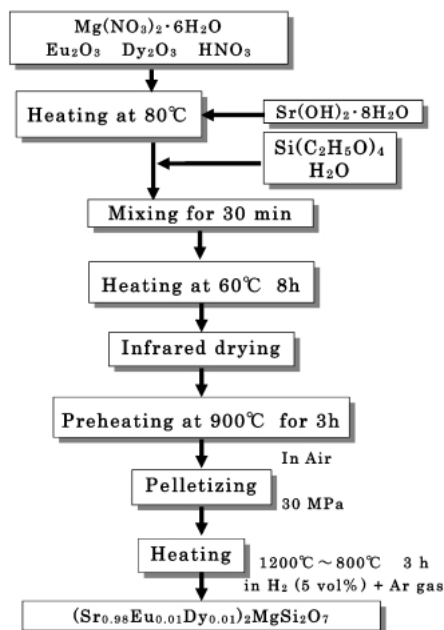 Mg(NO₃)₂·6H₂O
Eu₂O₃ Dy₂O₃ HNO₃
Heating at 80℃
Sr(OH)₂·8H₂O
Si(C₂H₅O)₄
H₂O
Mixing for 30 min
Heating at 60℃ 8h
Infrared drying
Preheating at 900℃ for 3h
In Air
Pelletizing
30 MPa
Heating
1200℃～800℃ 3 h
in H₂ (5 vol%) + Ar gas
(Sr₀.₉₈Eu₀.₀₁Dy₀.₀₁)₂MgSi₂O₇